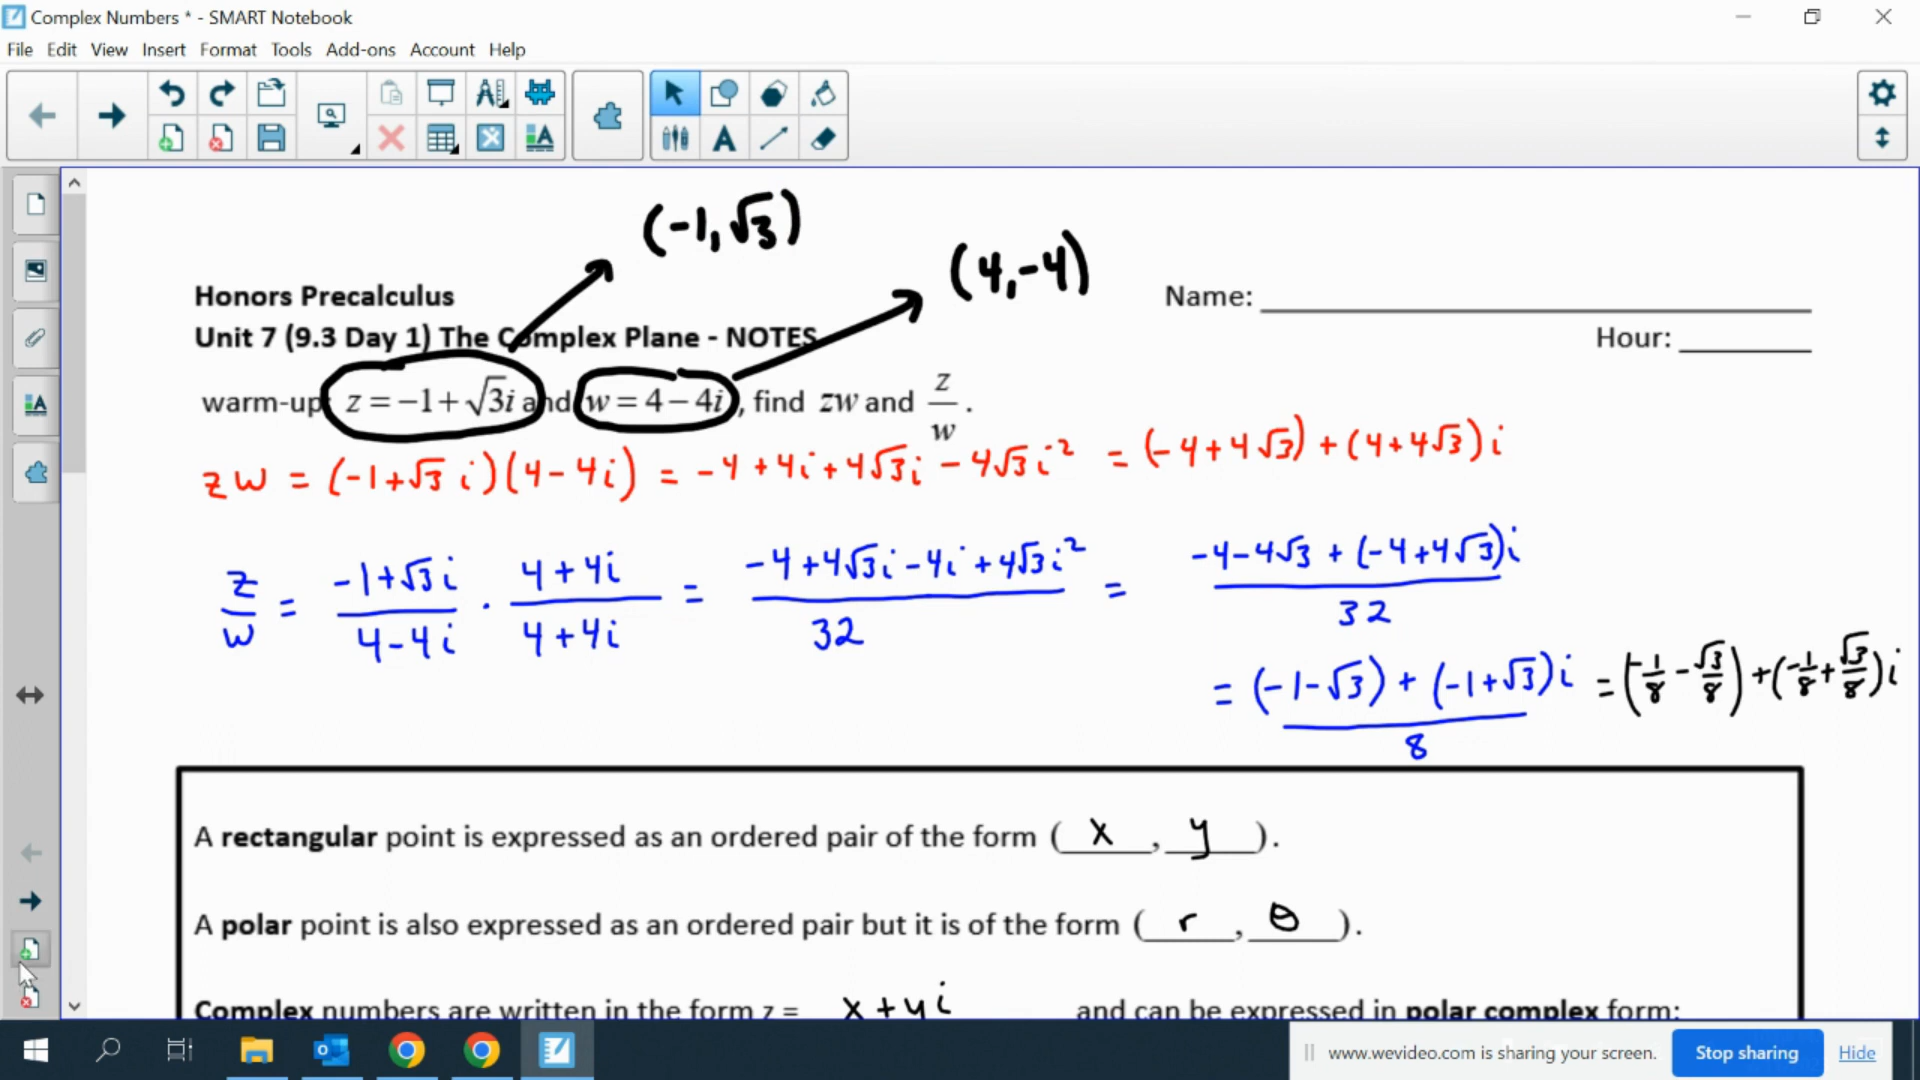 Complex Numbers * - SMART Notebook
File Edit View Insert Format Tools Add-ons Account Help
(-1,√3)
(4,-4)
Honors Precalculus
Name: ____
Unit 7 (9.3 Day 1) The Complex Plane - NOTES
Hour: ____
warm-up: z = −1+√3i and w = 4−4i, find zw and z/w.
zw = (-1+√3 i)(4-4i) = -4+4i+4√3i-4√3i² = (-4+4√3)+(4+4√3)i
z/w = (-1+√3i)/(4-4i) · (4+4i)/(4+4i) = (-4+4√3i-4i+4√3i²)/32 = (-4-4√3+(-4+4√3)i)/32
= ((-1-√3)+(-1+√3)i)/8 = (-1/8-√3/8)+(-1/8+√3/8)i
A rectangular point is expressed as an ordered pair of the form (x, y).
A polar point is also expressed as an ordered pair but it is of the form (r, θ).
Complex numbers are written in the form z = x+yi and can be expressed in polar complex form:
www.wevideo.com is sharing your screen. Stop sharing Hide